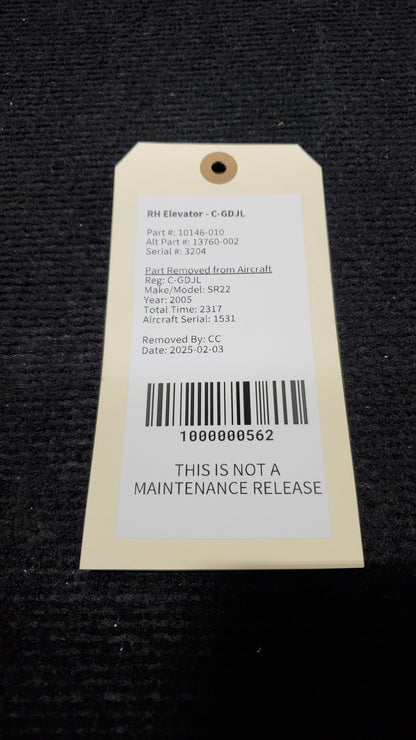 RH Elevator - C-GDJL
Part #: 10146-010
Alt Part #: 13760-002
Serial #: 3204
Part Removed from Aircraft
Reg: C-GDJL
Make/Model: SR22
Year: 2005
Total Time: 2317
Aircraft Serial: 1531
Removed By: CC
Date: 2025-02-03
1000000562
THIS IS NOT A
MAINTENANCE RELEASE